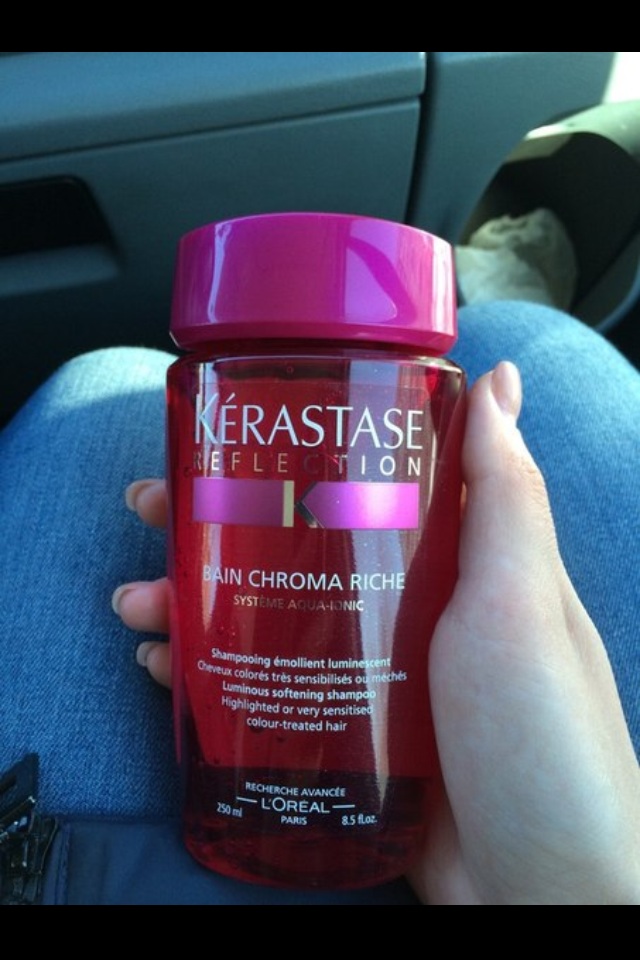 KÉRASTASE
REFLECTION
K
BAIN CHROMA RICHE
SYSTÈME AQUA-IONIC
Shampooing émollient luminescent
Cheveux colorés très sensibilisés ou méchés
Luminous softening shampoo
Highlighted or very sensitised
colour-treated hair
RECHERCHE AVANCÉE
L'ORÉAL
PARIS
250 ml
8.5 fl.oz.